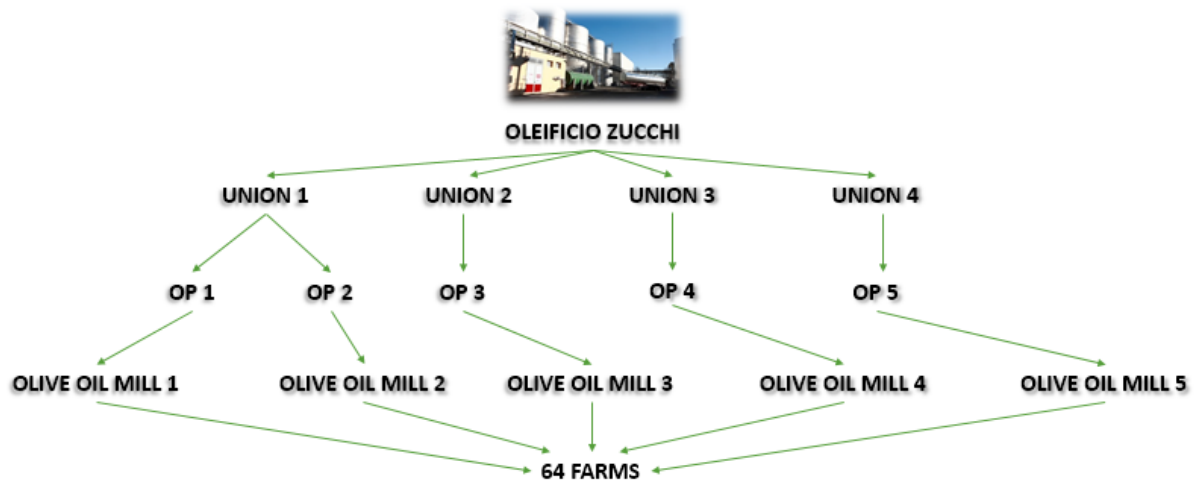 OLEIFICIO ZUCCHI
UNION 1
UNION 2
UNION 3
UNION 4
OP 1
OP 2
OP 3
OP 4
OP 5
OLIVE OIL MILL 1
OLIVE OIL MILL 2
OLIVE OIL MILL 3
OLIVE OIL MILL 4
OLIVE OIL MILL 5
64 FARMS